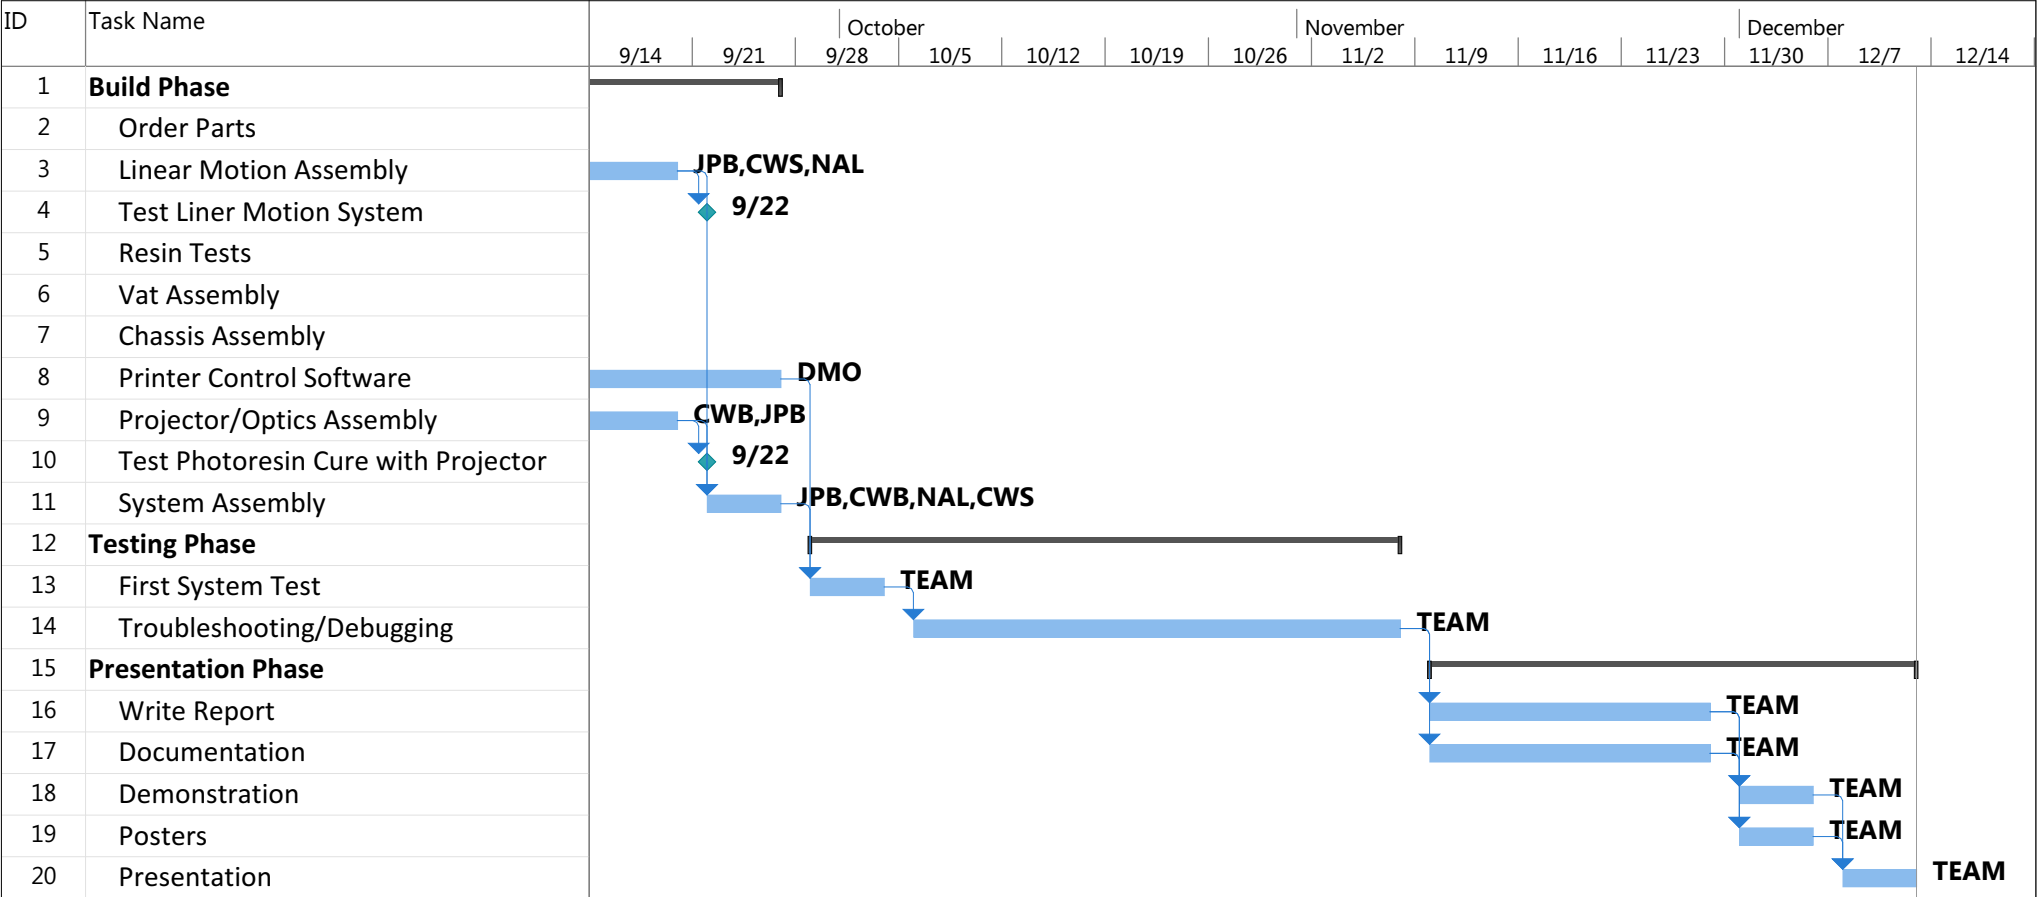 ID Task Name October November December
9/14 9/21 9/28 10/5 10/12 10/19 10/26 11/2 11/9 11/16 11/23 11/30 12/7 12/14
1 Build Phase
2 Order Parts
3 Linear Motion Assembly JPB,CWS,NAL
4 Test Liner Motion System 9/22
5 Resin Tests
6 Vat Assembly
7 Chassis Assembly
8 Printer Control Software DMO
9 Projector/Optics Assembly CWB,JPB
10 Test Photoresin Cure with Projector 9/22
11 System Assembly JPB,CWB,NAL,CWS
12 Testing Phase
13 First System Test TEAM
14 Troubleshooting/Debugging TEAM
15 Presentation Phase
16 Write Report TEAM
17 Documentation TEAM
18 Demonstration TEAM
19 Posters TEAM
20 Presentation TEAM